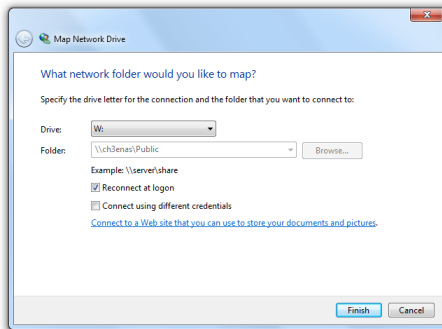 Map Network Drive
What network folder would you like to map?
Specify the drive letter for the connection and the folder that you want to connect to:
Drive: W:
Folder: \\ch3enas\Public Browse...
Example: \\server\share
Reconnect at logon
Connect using different credentials
Connect to a Web site that you can use to store your documents and pictures.
Finish Cancel